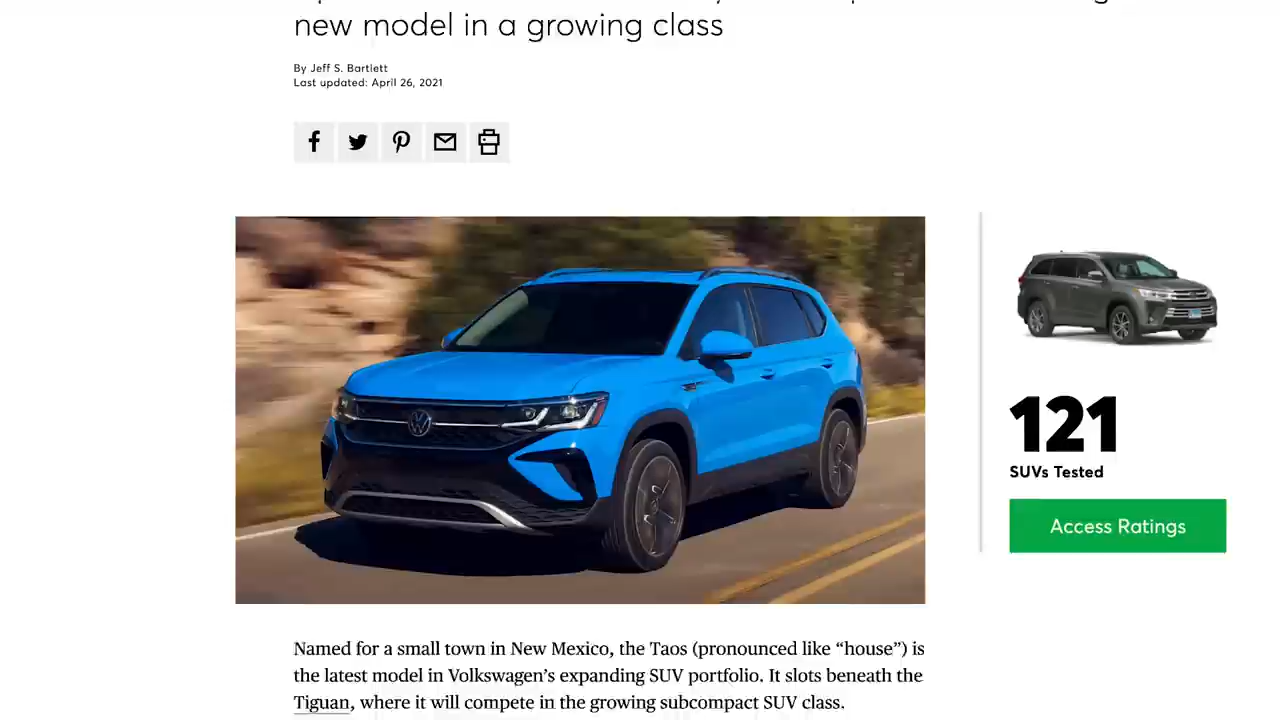 new model in a growing class
By Jeff S. Bartlett
Last updated: April 26, 2021
121
SUVs Tested
Access Ratings
Named for a small town in New Mexico, the Taos (pronounced like “house”) is
the latest model in Volkswagen’s expanding SUV portfolio. It slots beneath the
Tiguan, where it will compete in the growing subcompact SUV class.